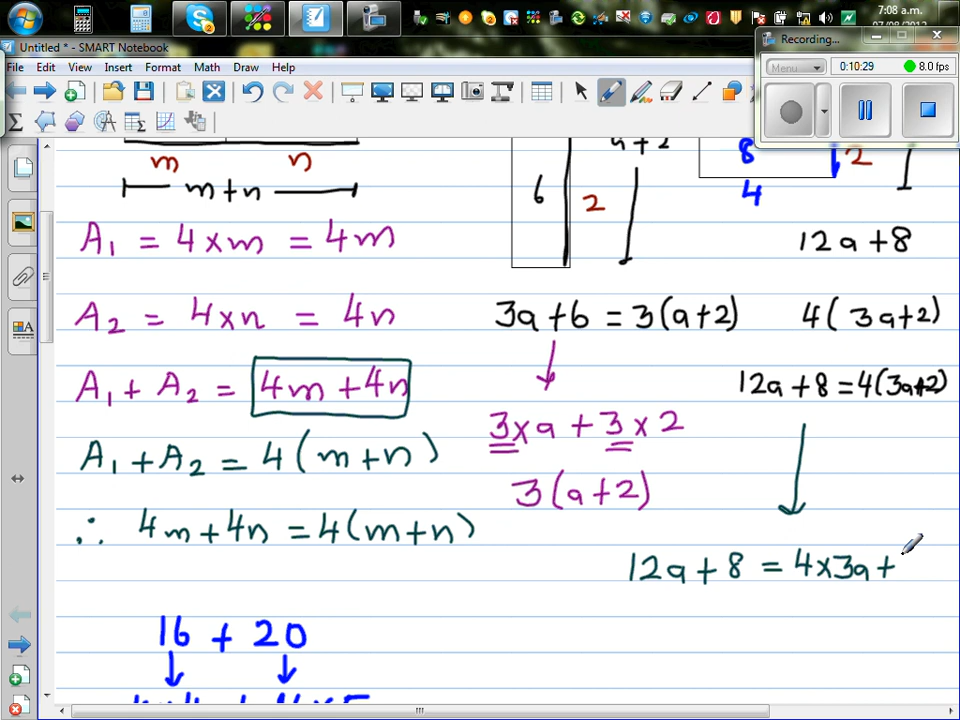 7:08 a.m.
Untitled * - SMART Notebook
Recording...
File Edit View Insert Format Math Draw Help
Menu
0:10:29
8.0 fps
m n
m+n
6
2
a+2
8
2
4
12a+8
A₁ = 4×m = 4m
A₂ = 4×n = 4n
3a+6 = 3(a+2)
4(3a+2)
A₁ + A₂ = 4m+4n
12a+8=4(3a+2)
3×a + 3×2
A₁ + A₂ = 4(m+n)
3(a+2)
∴ 4m+4n = 4(m+n)
12a+8 = 4×3a+
16 + 20